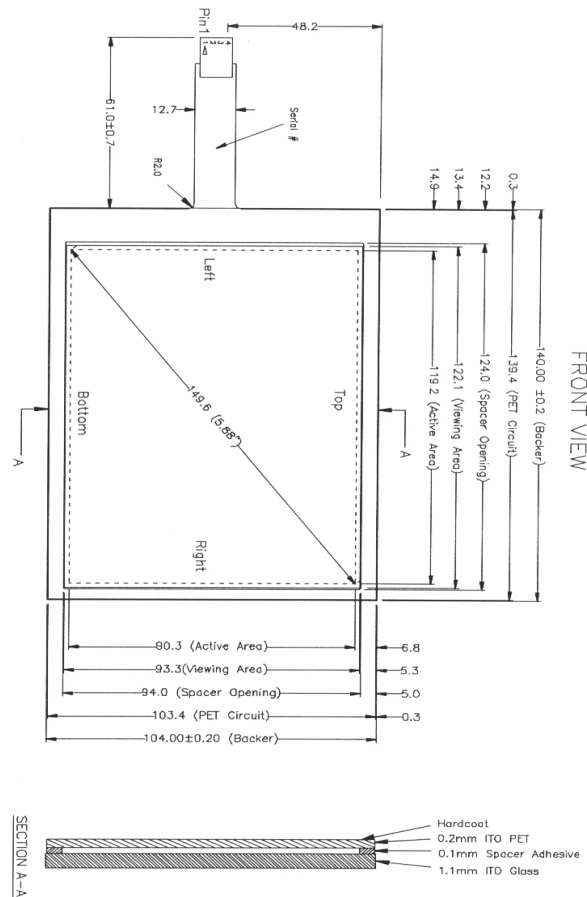 FRONT VIEW
48.2
Pin1
1
2
3
4
61.0±0.7
12.7
Serial #
R2.0
0.3
12.2
13.4
14.9
140.00 ±0.2 (Backer)
139.4 (PET Circuit)
124.0 (Spacer Opening)
122.1 (Viewing Area)
119.2 (Active Area)
Left
Top
Bottom
Right
149.6 (5.88")
A
A
90.3 (Active Area)
6.8
93.3(Viewing Area)
5.3
94.0 (Spacer Opening)
5.0
103.4 (PET Circuit)
0.3
104.00±0.20 (Backer)
SECTION A-A
Hardcoat
0.2mm ITO PET
0.1mm Spacer Adhesive
1.1mm ITO Glass